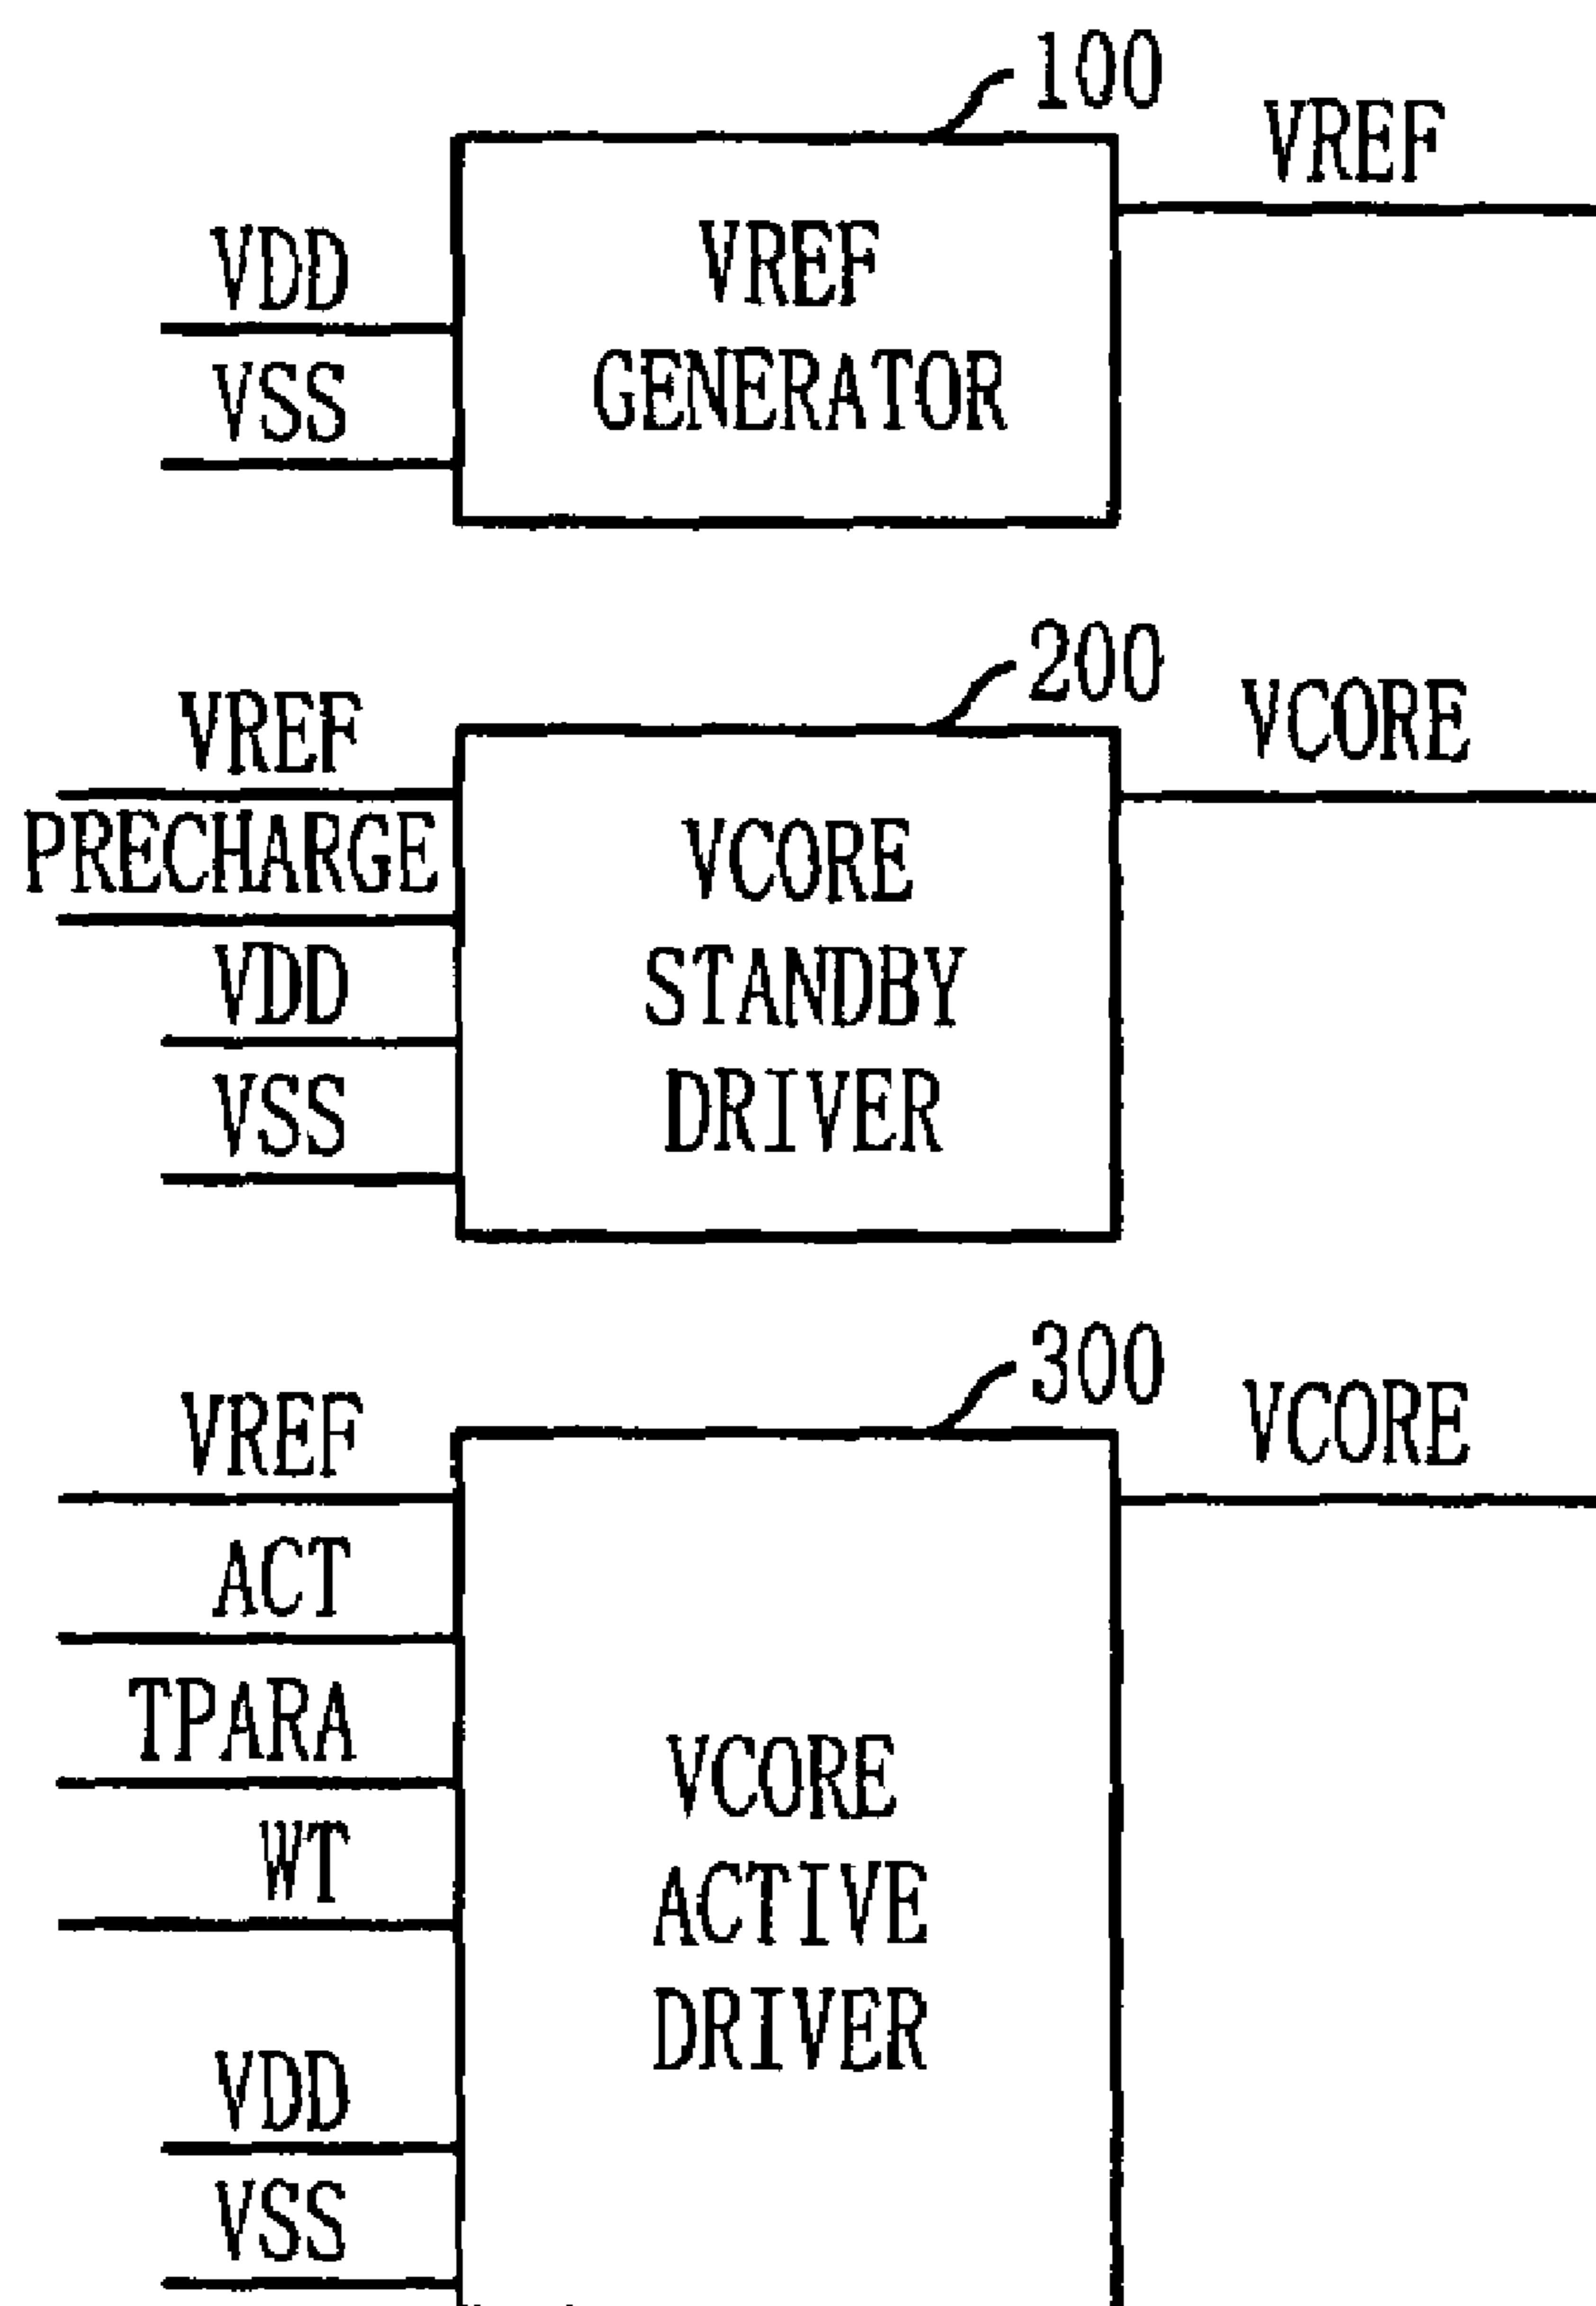 100
VREF
VDD
VSS
VREF
GENERATOR
200
VREF
VCORE
PRECHARGE
VDD
VSS
VCORE
STANDBY
DRIVER
300
VREF
VCORE
ACT
TPARA
WT
VDD
VSS
VCORE
ACTIVE
DRIVER